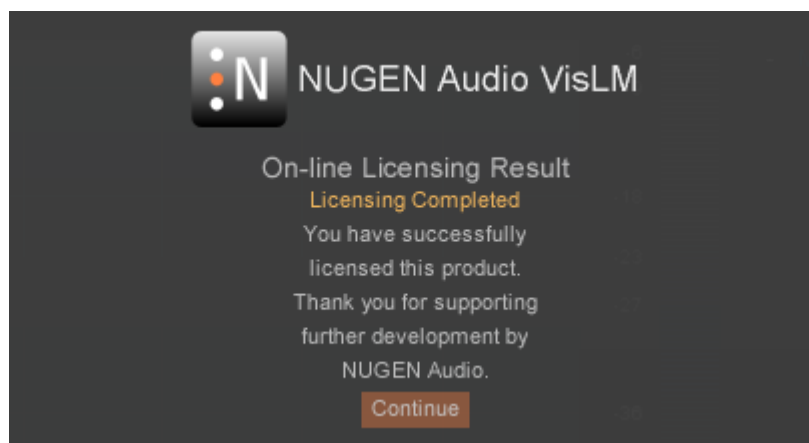 N NUGEN Audio VisLM
On-line Licensing Result
Licensing Completed
You have successfully
licensed this product.
Thank you for supporting
further development by
NUGEN Audio.
Continue